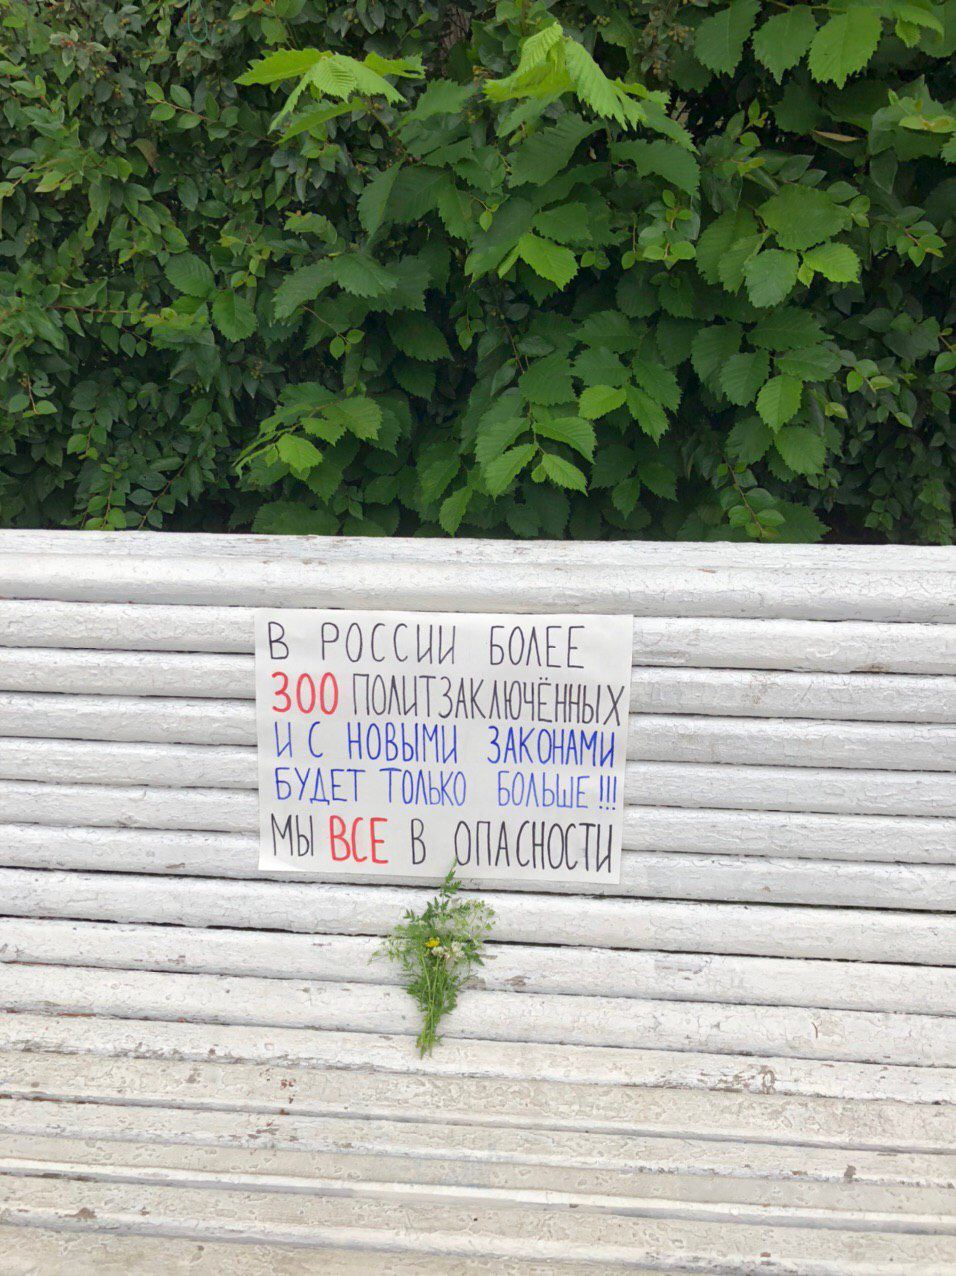 В РОССИИ БОЛЕЕ
300 ПОЛИТЗАКЛЮЧЁННЫХ
И С НОВЫМИ ЗАКОНАМИ
БУДЕТ ТОЛЬКО БОЛЬШЕ!!!
МЫ ВСЕ В ОПАСНОСТИ